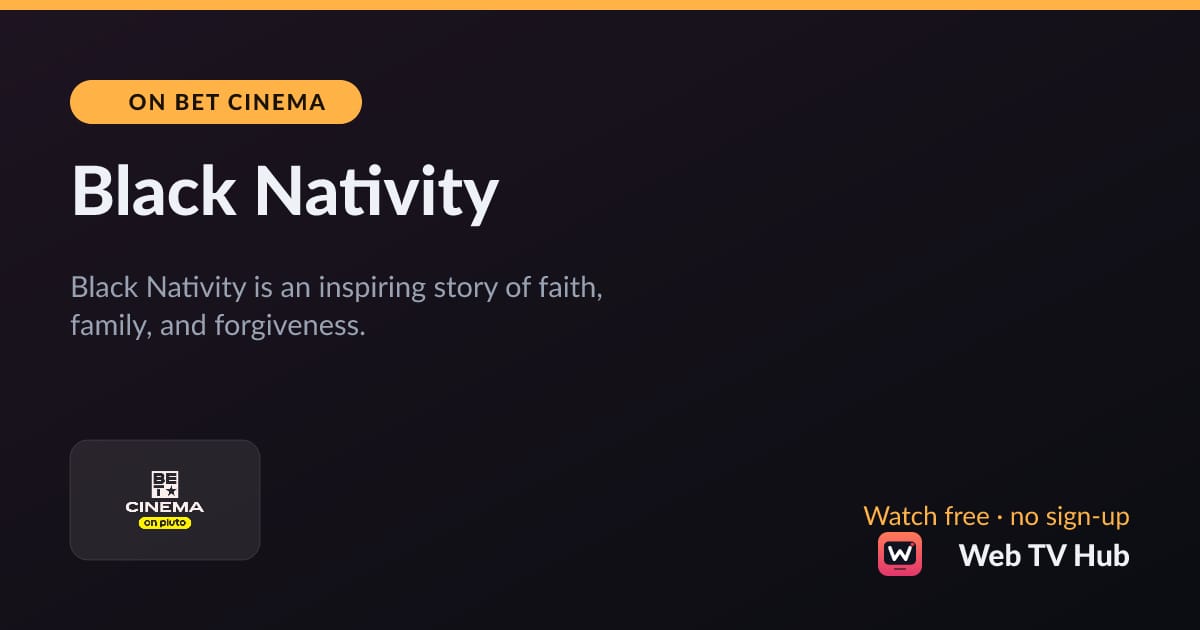 ON BET CINEMA
Black Nativity
Black Nativity is an inspiring story of faith,
family, and forgiveness.
BE
T★
CINEMA
on pluto
Watch free · no sign-up
W
Web TV Hub